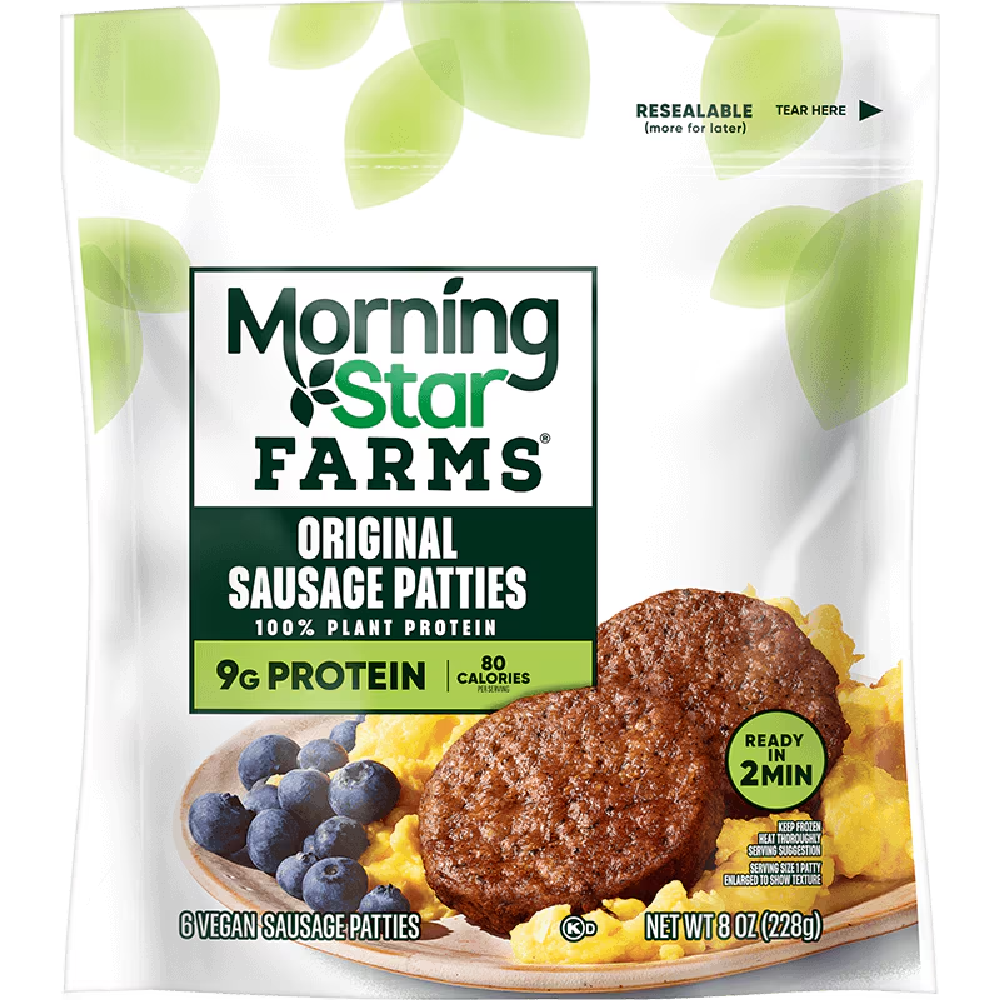 RESEALABLE
(more for later)
TEAR HERE
Morning
Star
FARMS®
ORIGINAL
SAUSAGE PATTIES
100% PLANT PROTEIN
9G PROTEIN
80
CALORIES
PER SERVING
READY
IN
2MIN
KEEP FROZEN
HEAT THOROUGHLY
SERVING SUGGESTION
SERVING SIZE 1 PATTY
ENLARGED TO SHOW TEXTURE
6 VEGAN SAUSAGE PATTIES
K D
NET WT 8 OZ (228g)